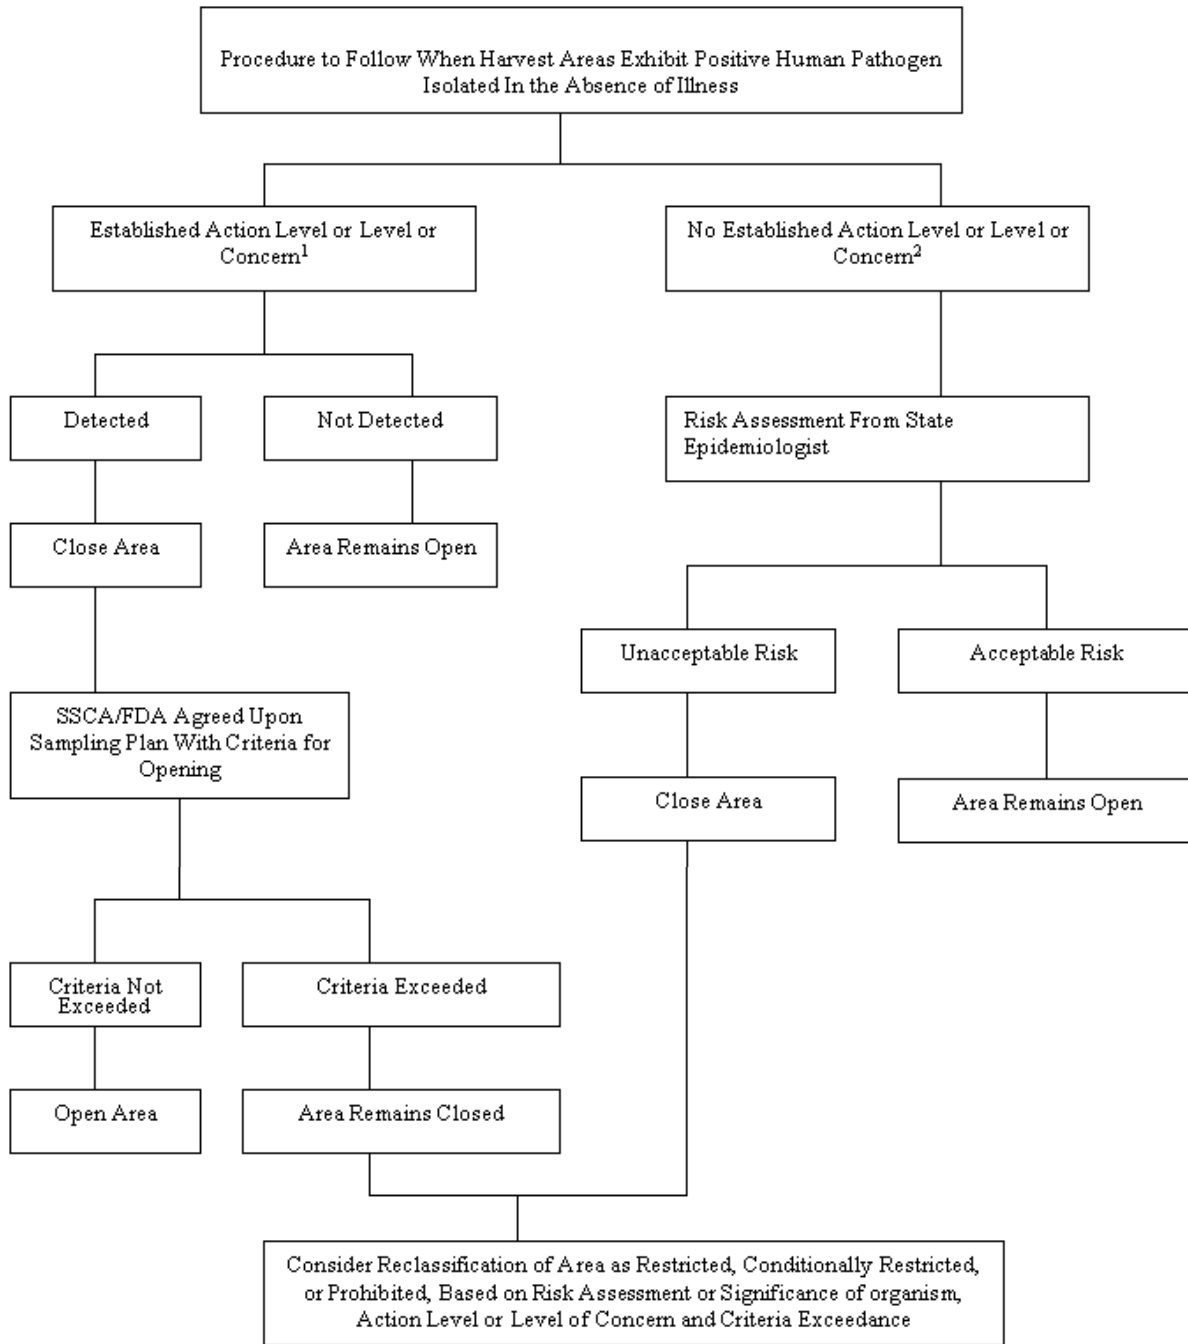 Procedure to Follow When Harvest Areas Exhibit Positive Human Pathogen
Isolated In the Absence of Illness
Established Action Level or Level or
Concern¹
No Established Action Level or Level or
Concern²
Detected
Not Detected
Risk Assessment From State
Epidemiologist
Close Area
Area Remains Open
Unacceptable Risk
Acceptable Risk
SSCA/FDA Agreed Upon
Sampling Plan With Criteria for
Opening
Close Area
Area Remains Open
Criteria Not
Exceeded
Criteria Exceeded
Open Area
Area Remains Closed
Consider Reclassification of Area as Restricted, Conditionally Restricted,
or Prohibited, Based on Risk Assessment or Significance of organism,
Action Level or Level of Concern and Criteria Exceedance